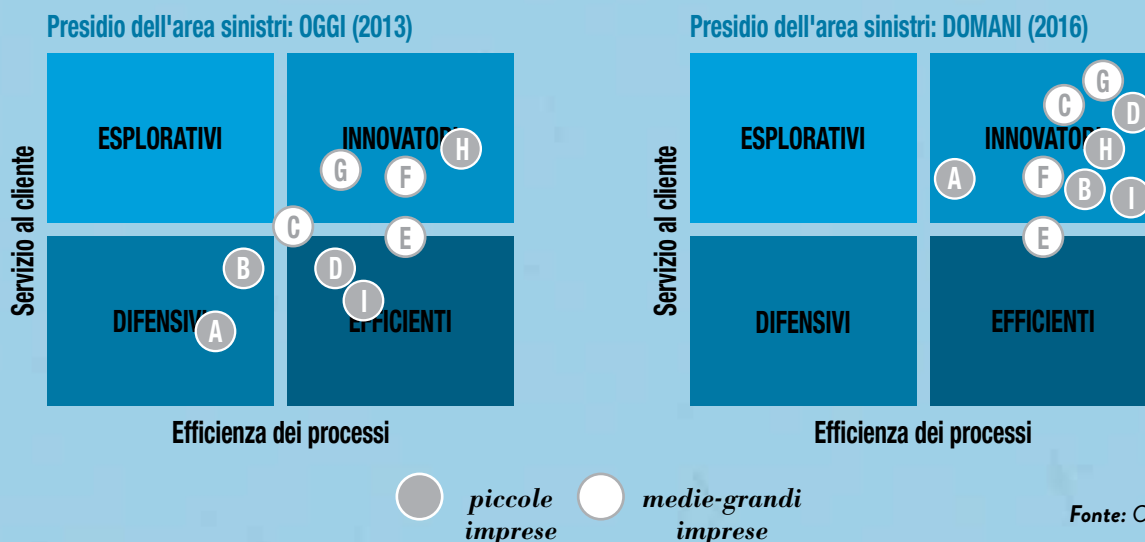 Presidio dell'area sinistri: OGGI (2013)
Servizio al cliente
ESPLORATIVI
INNOVATORI
H
G
F
C
E
B
D
I
DIFENSIVI
A
EFFICIENTI
Efficienza dei processi
Presidio dell'area sinistri: DOMANI (2016)
Servizio al cliente
G
C
D
ESPLORATIVI
INNOVATORI
H
A
F
B
I
E
DIFENSIVI
EFFICIENTI
Efficienza dei processi
piccole
imprese
medie-grandi
imprese
Fonte: